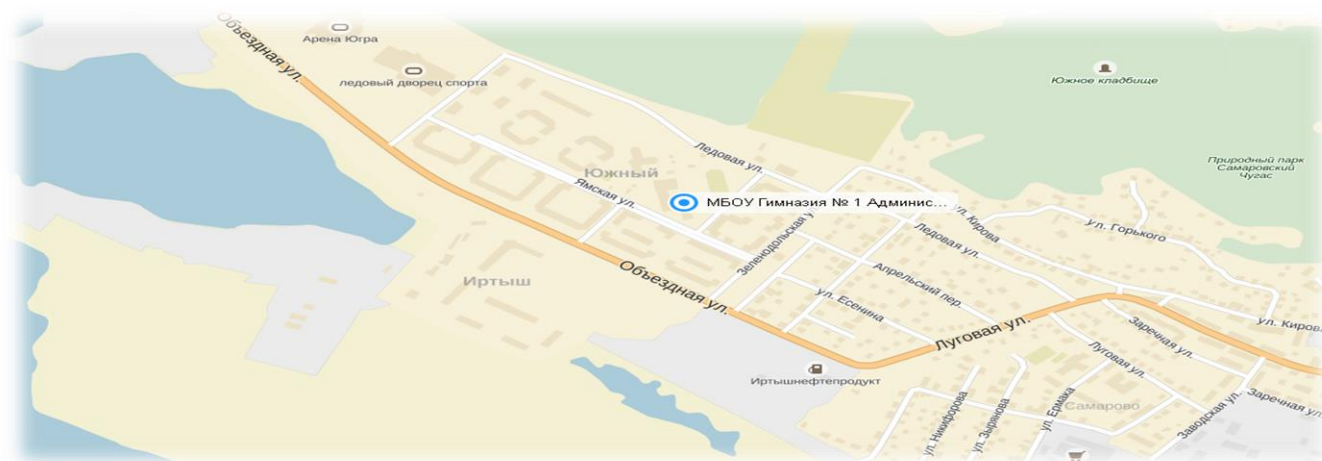 Объездная ул.
Арена Югра
ледовый дворец спорта
Южное кладбище
Ледовая ул.
Природный парк
Самаровский
Чугас
Южный
Ямская ул.
МБОУ Гимназия № 1 Админис...
ул. Кирова
ул. Горького
Зеленодольская у
Ледовая ул.
Иртыш
Объездная ул.
Апрельский пер.
ул. Есенина
Луговая ул.
ул. Киров
Заречная ул.
Луговая ул.
Иртышнефтепродукт
Самарово
Заречная ул.
ул. Никифорова
ул. Зырянова
ул. Ермака
Заводская ул.